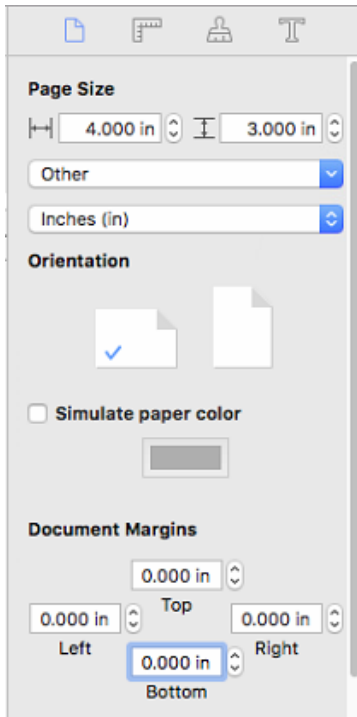 Page Size
4.000 in 3.000 in
Other
Inches (in)
Orientation
Simulate paper color
Document Margins
0.000 in
Top
0.000 in 0.000 in
Left Right
0.000 in
Bottom